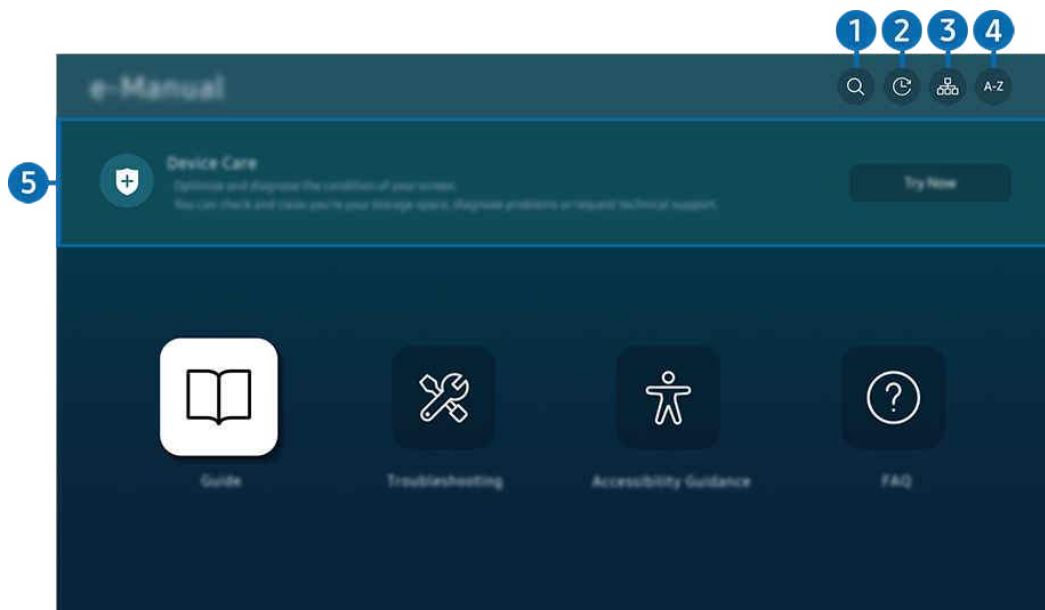 1 2 3 4
e-Manual
A-Z
5
Device Care
Optimise and diagnose the condition of your screen.
You can check and raise you're your storage space, diagnose problems or request technical support.
Try Now
Guide
Troubleshooting
Accessibility Guidance
FAQ